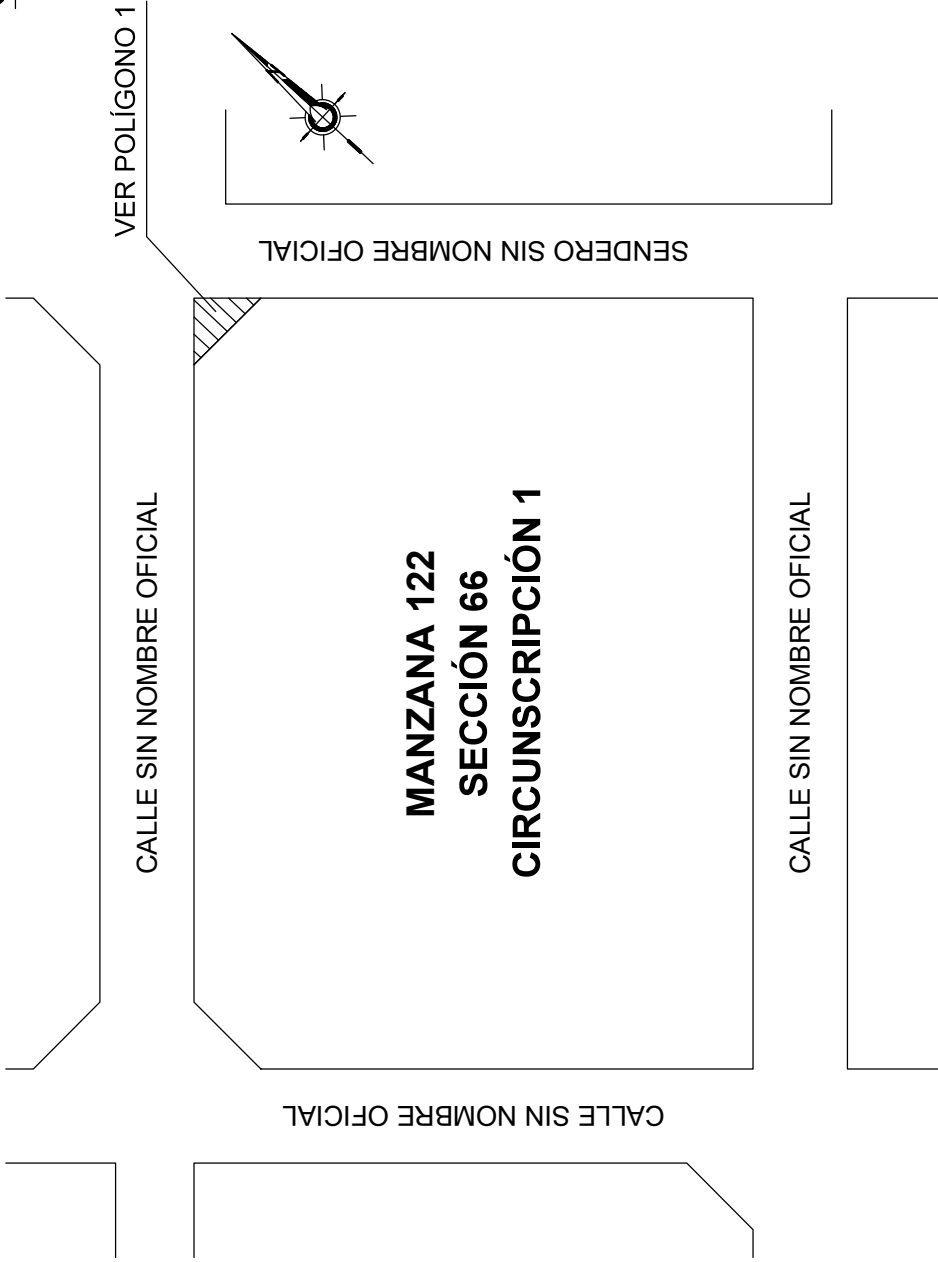 VER POLÍGONO 1
N
SENDERO SIN NOMBRE OFICIAL
CALLE SIN NOMBRE OFICIAL
MANZANA 122
SECCIÓN 66
CIRCUNSCRIPCIÓN 1
CALLE SIN NOMBRE OFICIAL
CALLE SIN NOMBRE OFICIAL